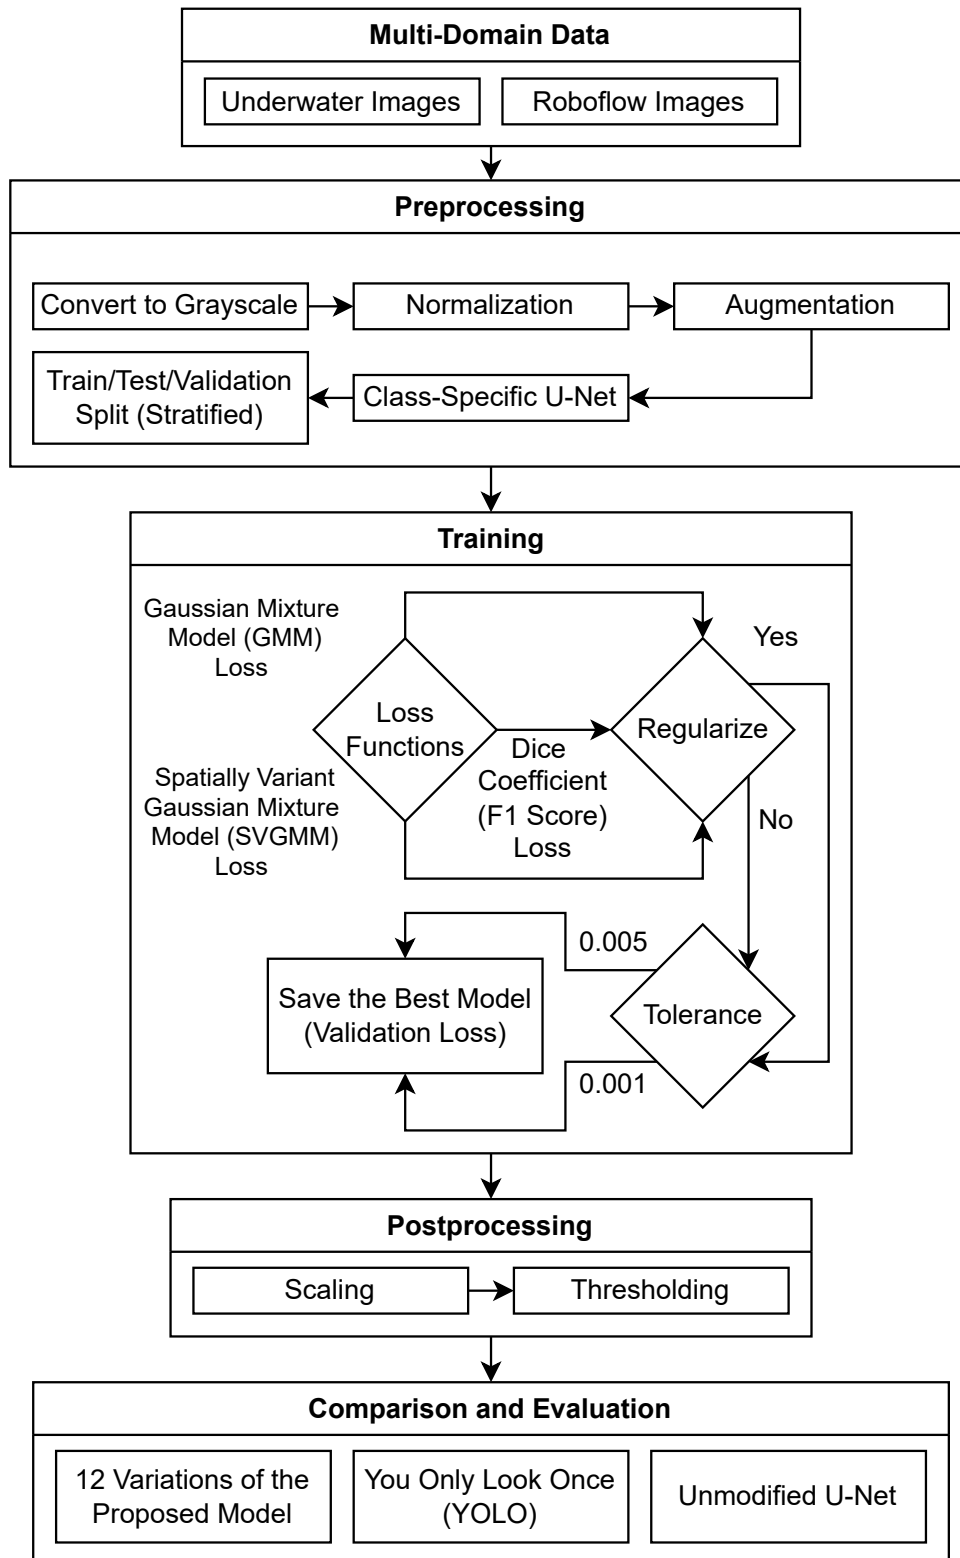 Multi-Domain Data
Underwater Images
Roboflow Images
Preprocessing
Convert to Grayscale
Normalization
Augmentation
Train/Test/Validation
Split (Stratified)
Class-Specific U-Net
Training
Gaussian Mixture
Model (GMM)
Loss
Yes
Loss
Functions
Regularize
Dice
Coefficient
(F1 Score)
Loss
Spatially Variant
Gaussian Mixture
Model (SVGMM)
Loss
No
0.005
Save the Best Model
(Validation Loss)
Tolerance
0.001
Postprocessing
Scaling
Thresholding
Comparison and Evaluation
12 Variations of the
Proposed Model
You Only Look Once
(YOLO)
Unmodified U-Net